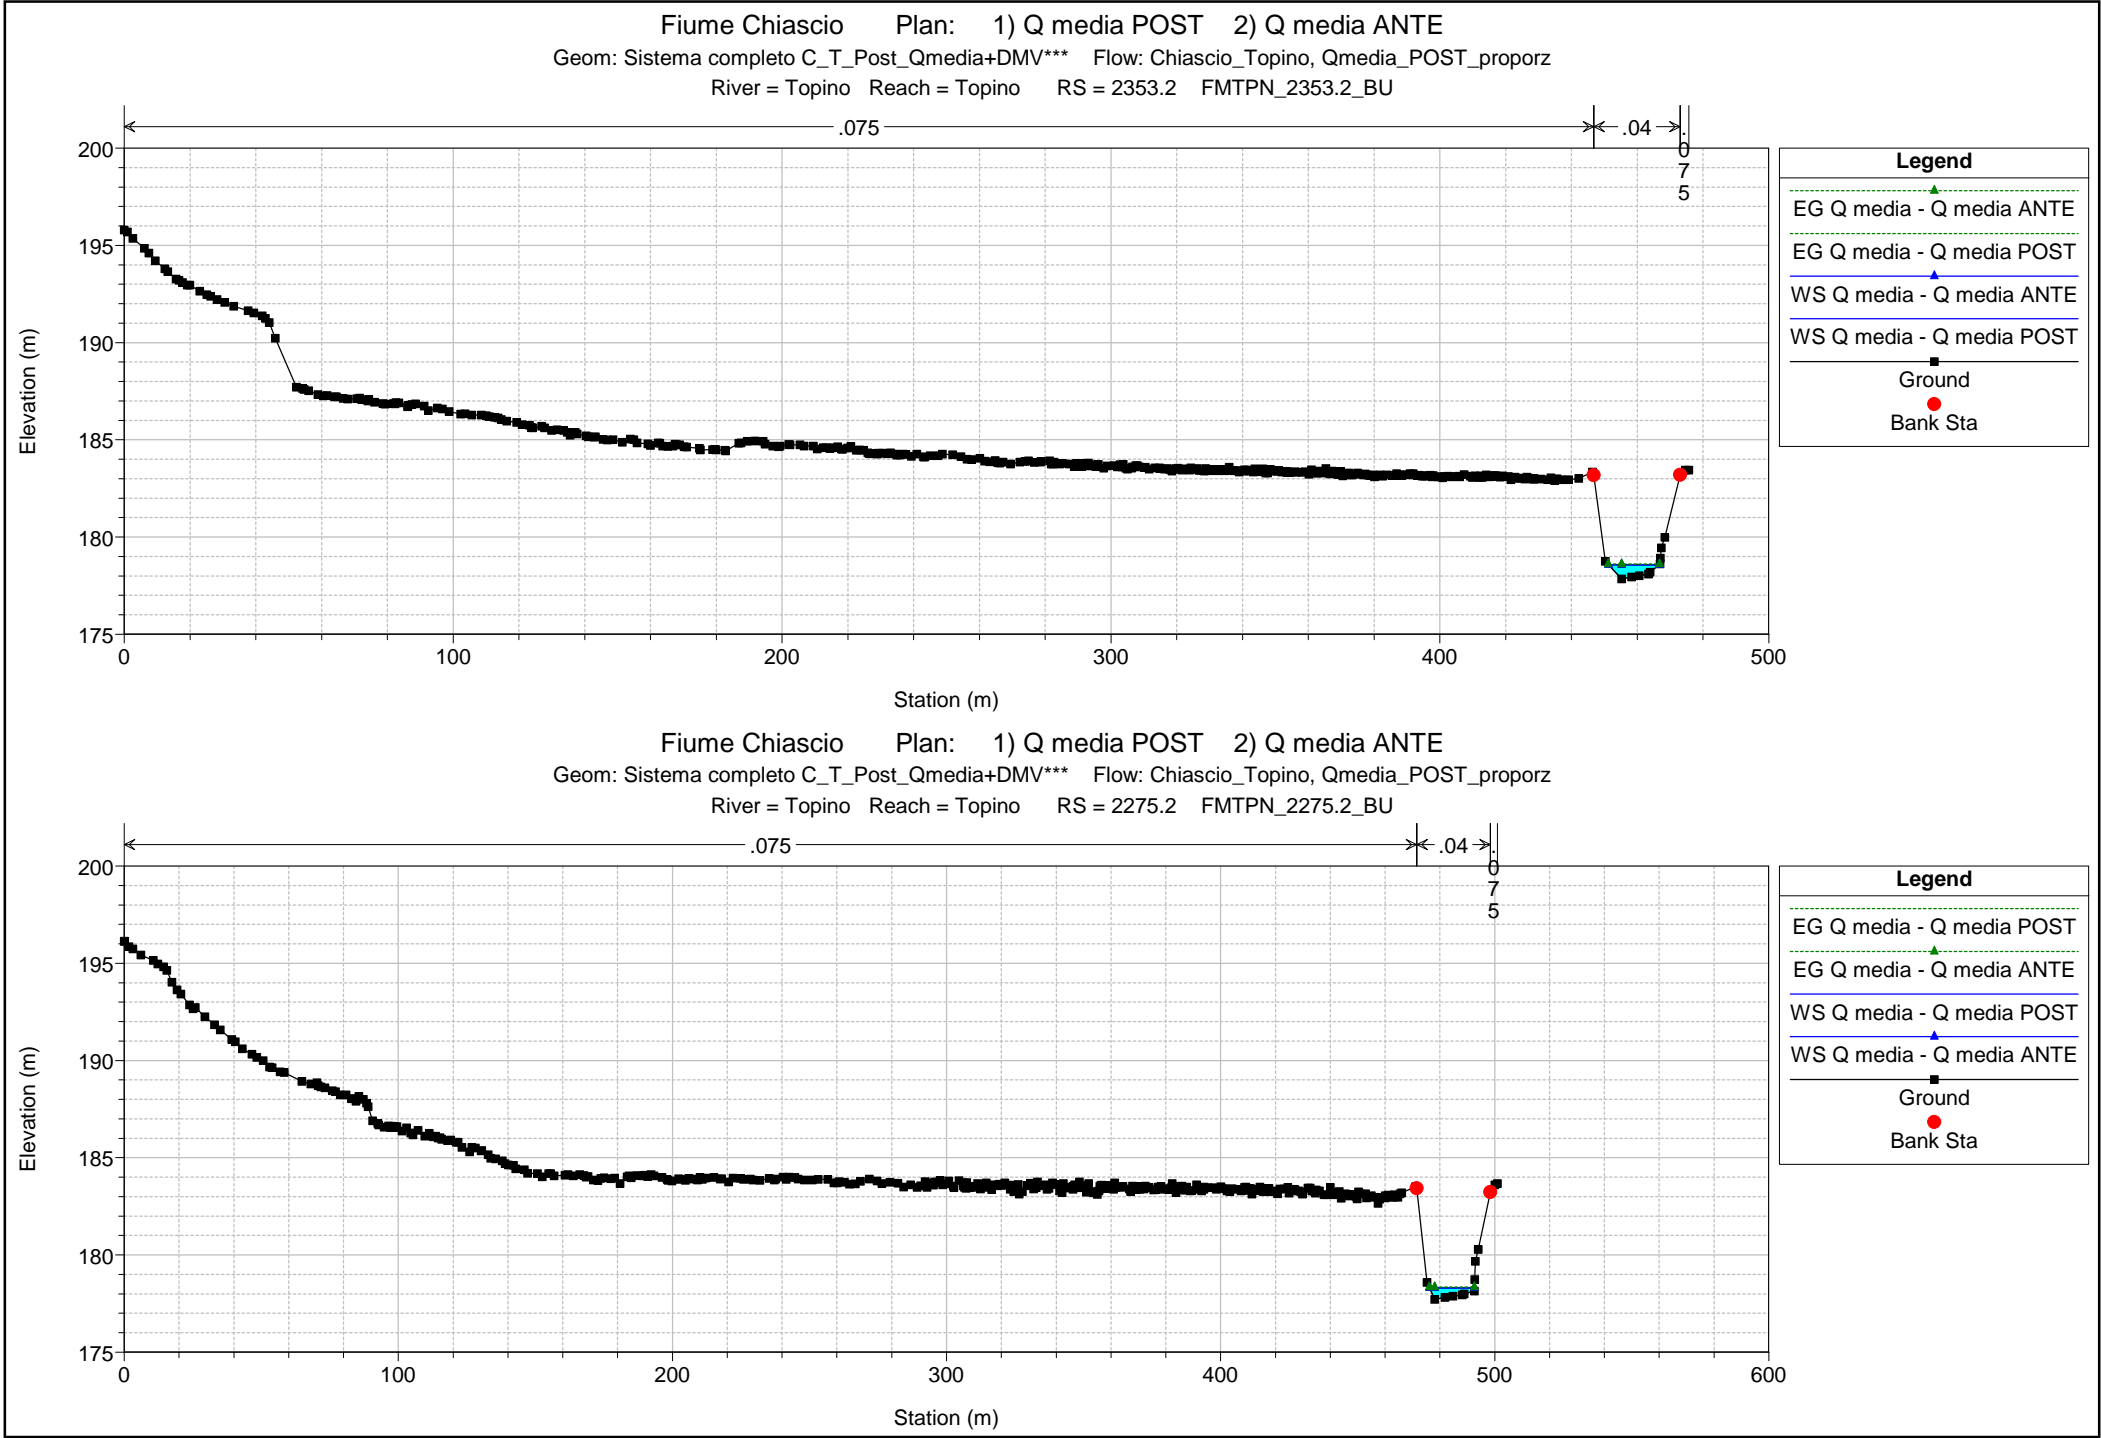 Fiume Chiascio Plan: 1) Q media POST 2) Q media ANTE
Geom: Sistema completo C_T_Post_Qmedia+DMV*** Flow: Chiascio_Topino, Qmedia_POST_proporz
River = Topino Reach = Topino RS = 2353.2 FMTPN_2353.2_BU
.075
.04
.075
200
195
190
185
180
175
Elevation (m)
0
100
200
300
400
500
Station (m)
Legend
EG Q media - Q media ANTE
EG Q media - Q media POST
WS Q media - Q media ANTE
WS Q media - Q media POST
Ground
Bank Sta
Fiume Chiascio Plan: 1) Q media POST 2) Q media ANTE
Geom: Sistema completo C_T_Post_Qmedia+DMV*** Flow: Chiascio_Topino, Qmedia_POST_proporz
River = Topino Reach = Topino RS = 2275.2 FMTPN_2275.2_BU
.075
.04
.075
200
195
190
185
180
175
Elevation (m)
0
100
200
300
400
500
600
Station (m)
Legend
EG Q media - Q media POST
EG Q media - Q media ANTE
WS Q media - Q media POST
WS Q media - Q media ANTE
Ground
Bank Sta